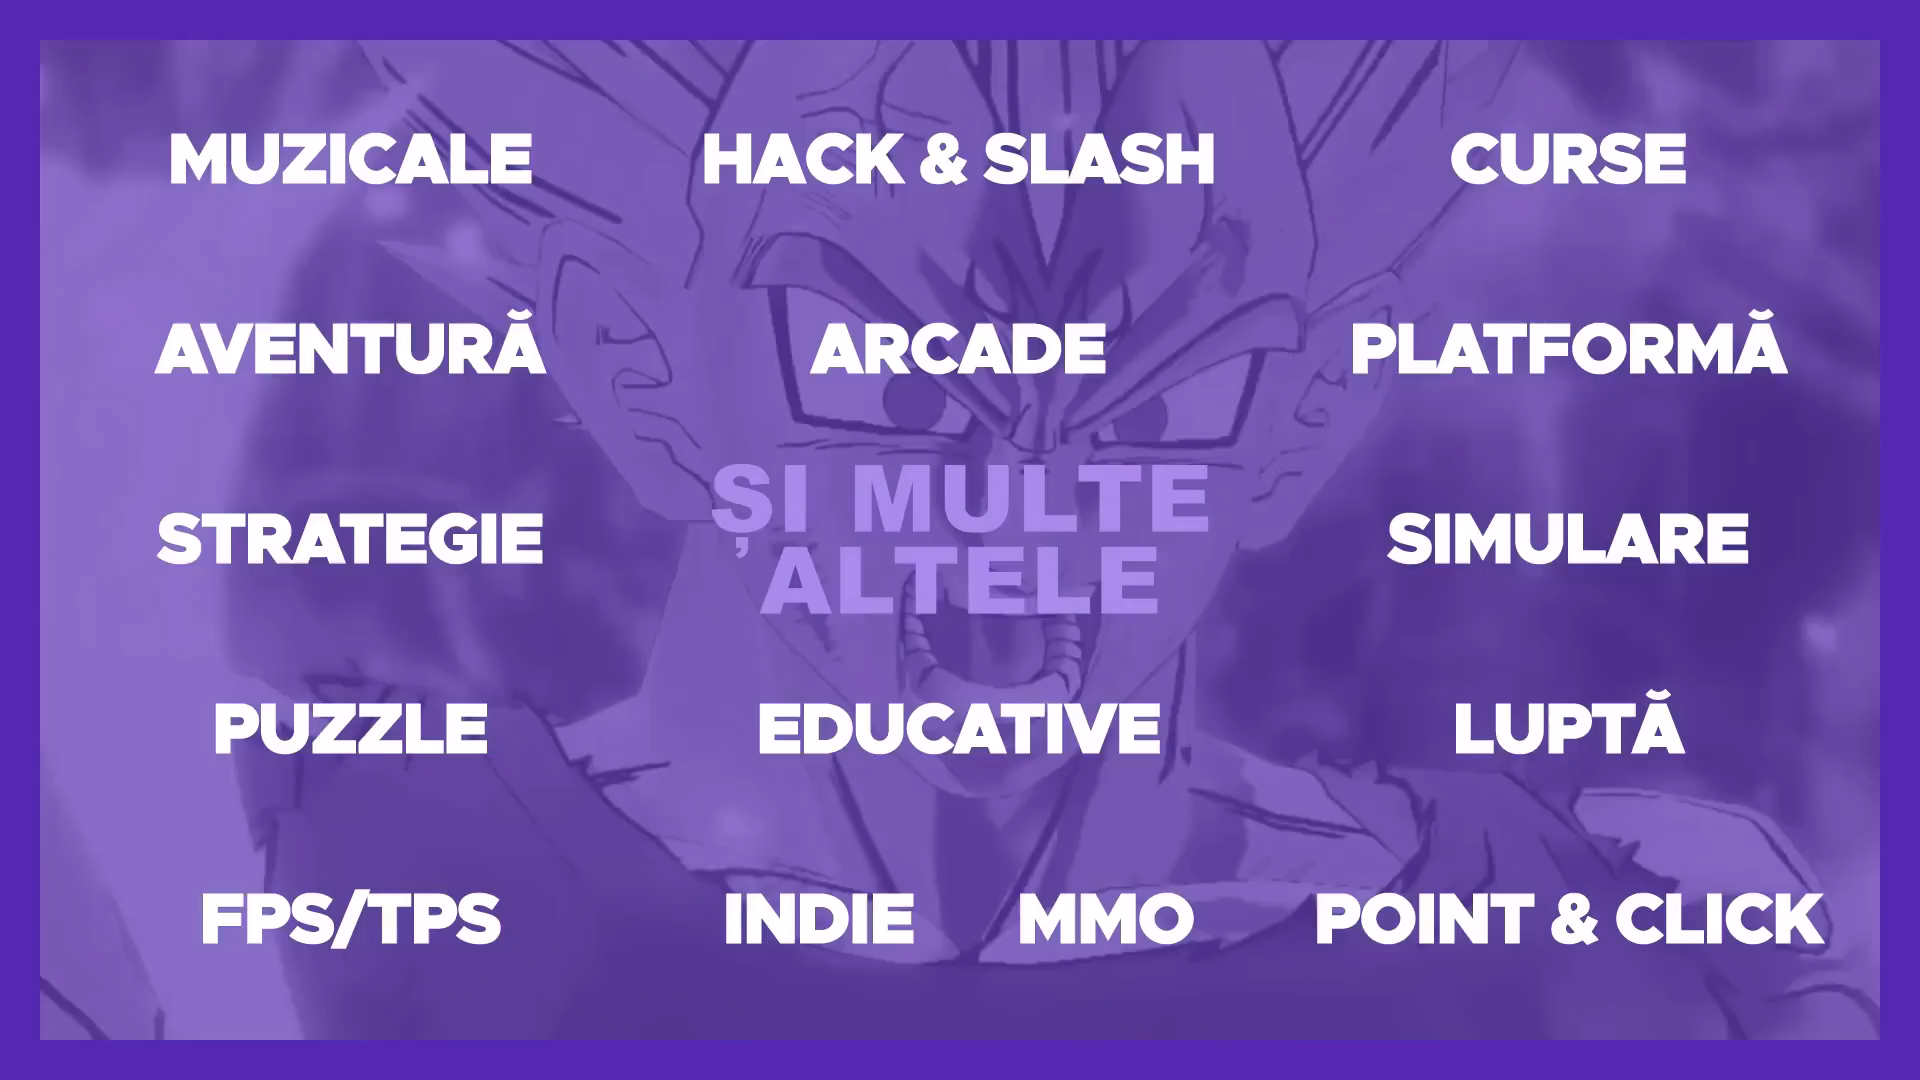 MUZICALE
HACK & SLASH
CURSE
AVENTURĂ
ARCADE
PLATFORMĂ
STRATEGIE
ȘI MULTE
ALTELE
SIMULARE
PUZZLE
EDUCATIVE
LUPTĂ
FPS/TPS
INDIE
MMO
POINT & CLICK